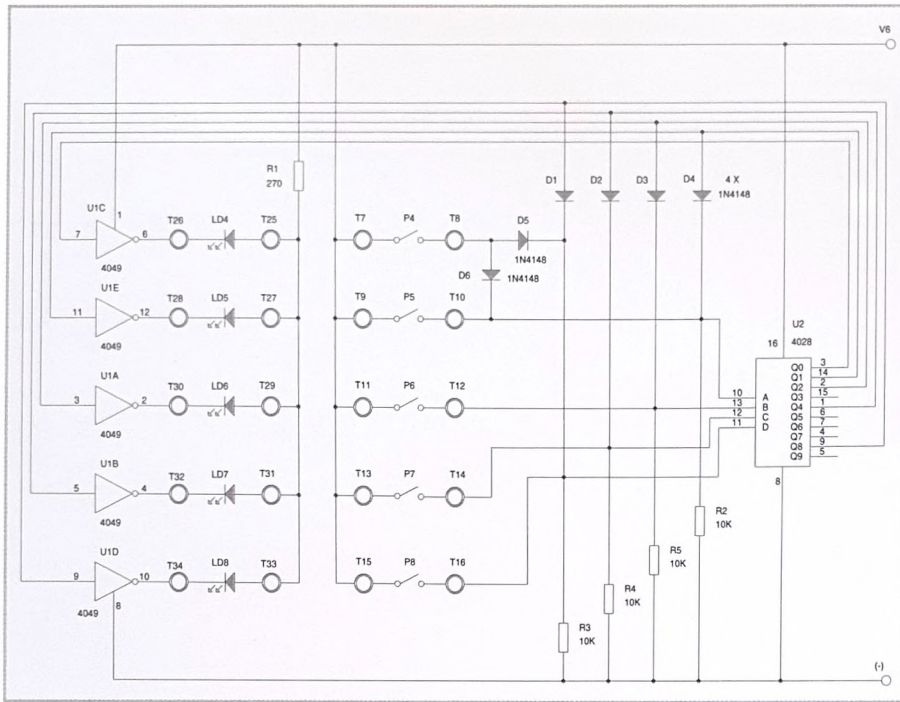 V6
R1
270
D1
D2
D3
D4
4 X
1N4148
U1C
1
7
6
4049
T26
LD4
T25
T7
P4
T8
D5
1N4148
D6
1N4148
U1E
11
12
4049
T28
LD5
T27
T9
P5
T10
U2
4028
16
U1A
3
2
4049
T30
LD6
T29
T11
P6
T12
10
13
12
11
A
B
C
D
Q0
Q1
Q2
Q3
Q4
Q5
Q6
Q7
Q8
Q9
3
14
2
15
1
6
7
4
9
5
8
U1B
5
4
4049
T32
LD7
T31
T13
P7
T14
R2
10K
R5
10K
U1D
9
10
8
4049
T34
LD8
T33
T15
P8
T16
R4
10K
R3
10K
(-)